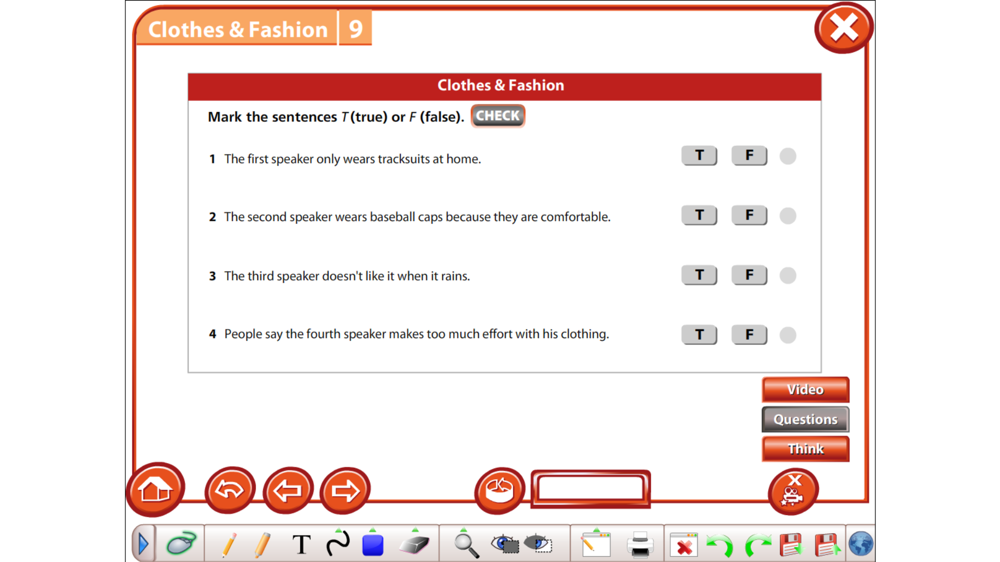 Clothes & Fashion 9
Clothes & Fashion
Mark the sentences T (true) or F (false). CHECK
1 The first speaker only wears tracksuits at home. T F
2 The second speaker wears baseball caps because they are comfortable. T F
3 The third speaker doesn't like it when it rains. T F
4 People say the fourth speaker makes too much effort with his clothing. T F
Video
Questions
Think
X
T